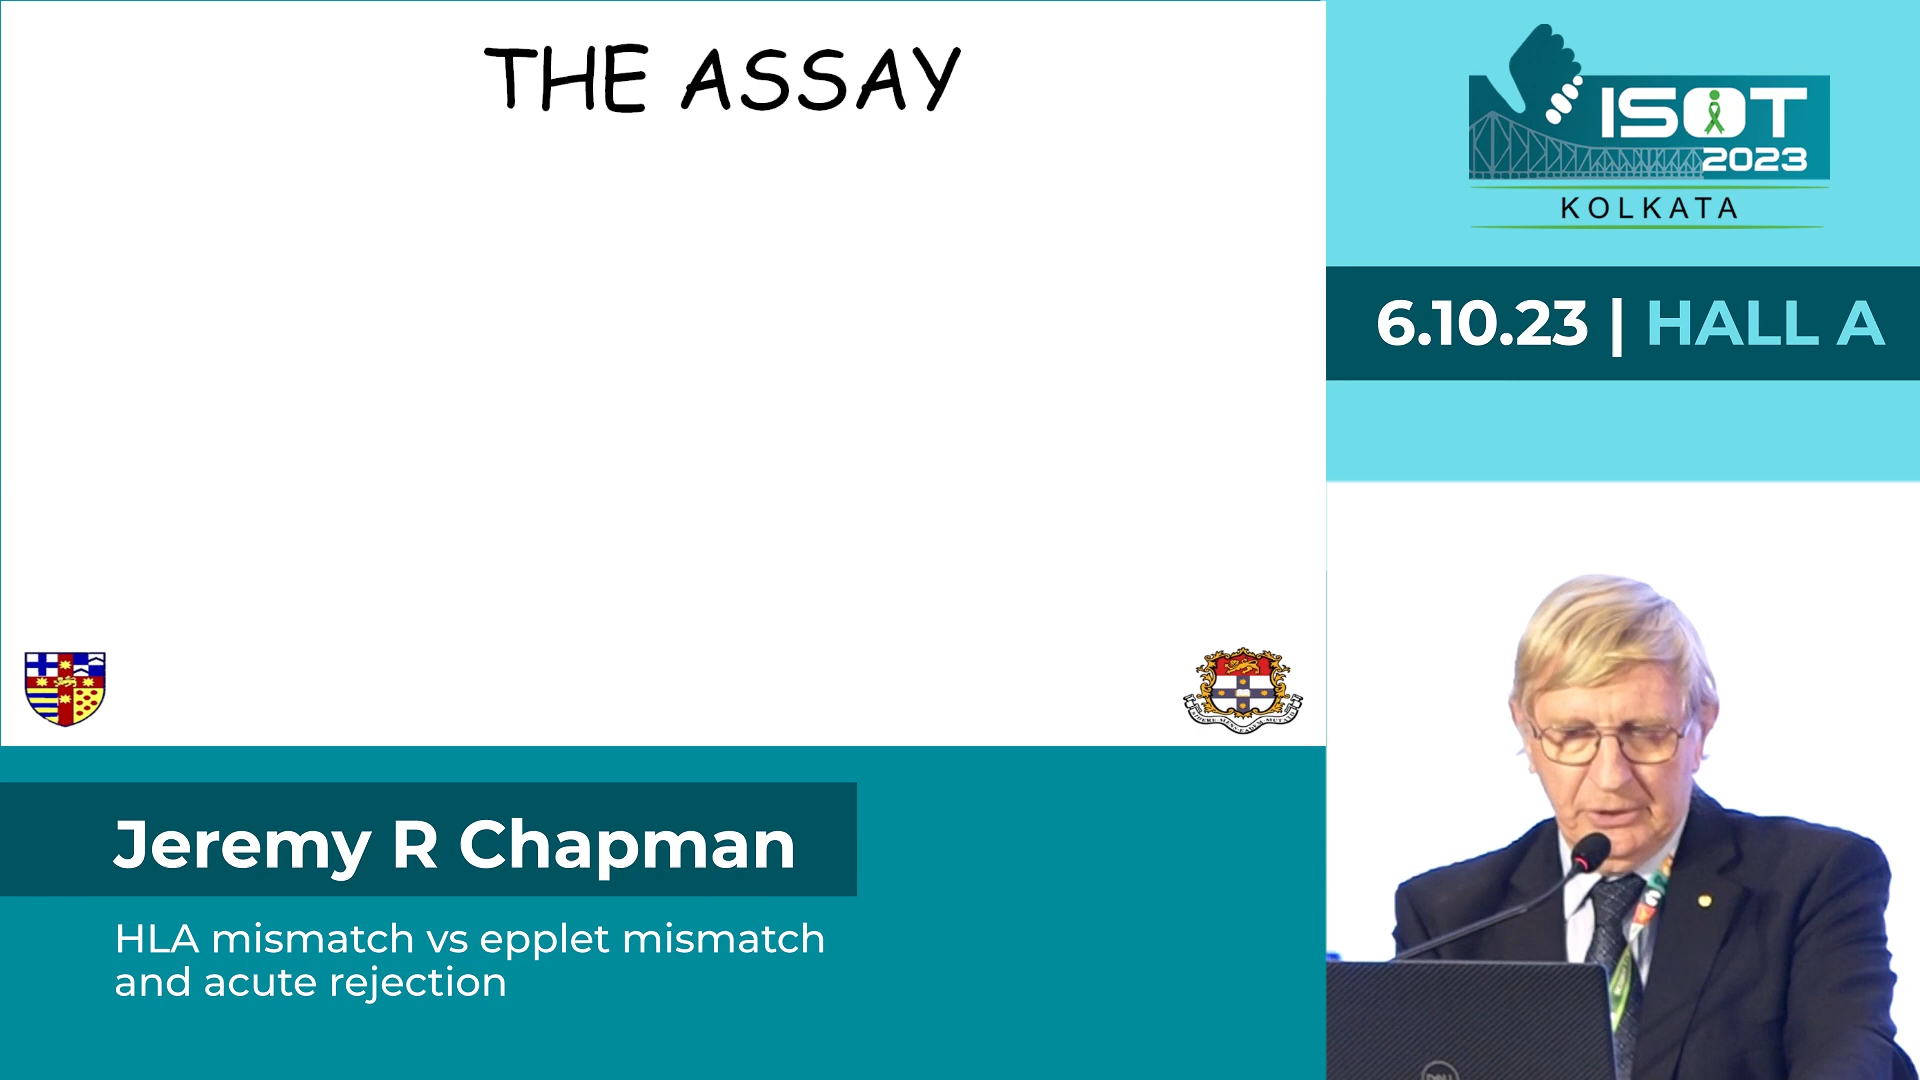 THE ASSAY
ISOT
2023
KOLKATA
6.10.23 | HALL A
Jeremy R Chapman
HLA mismatch vs epplet mismatch
and acute rejection
DELL